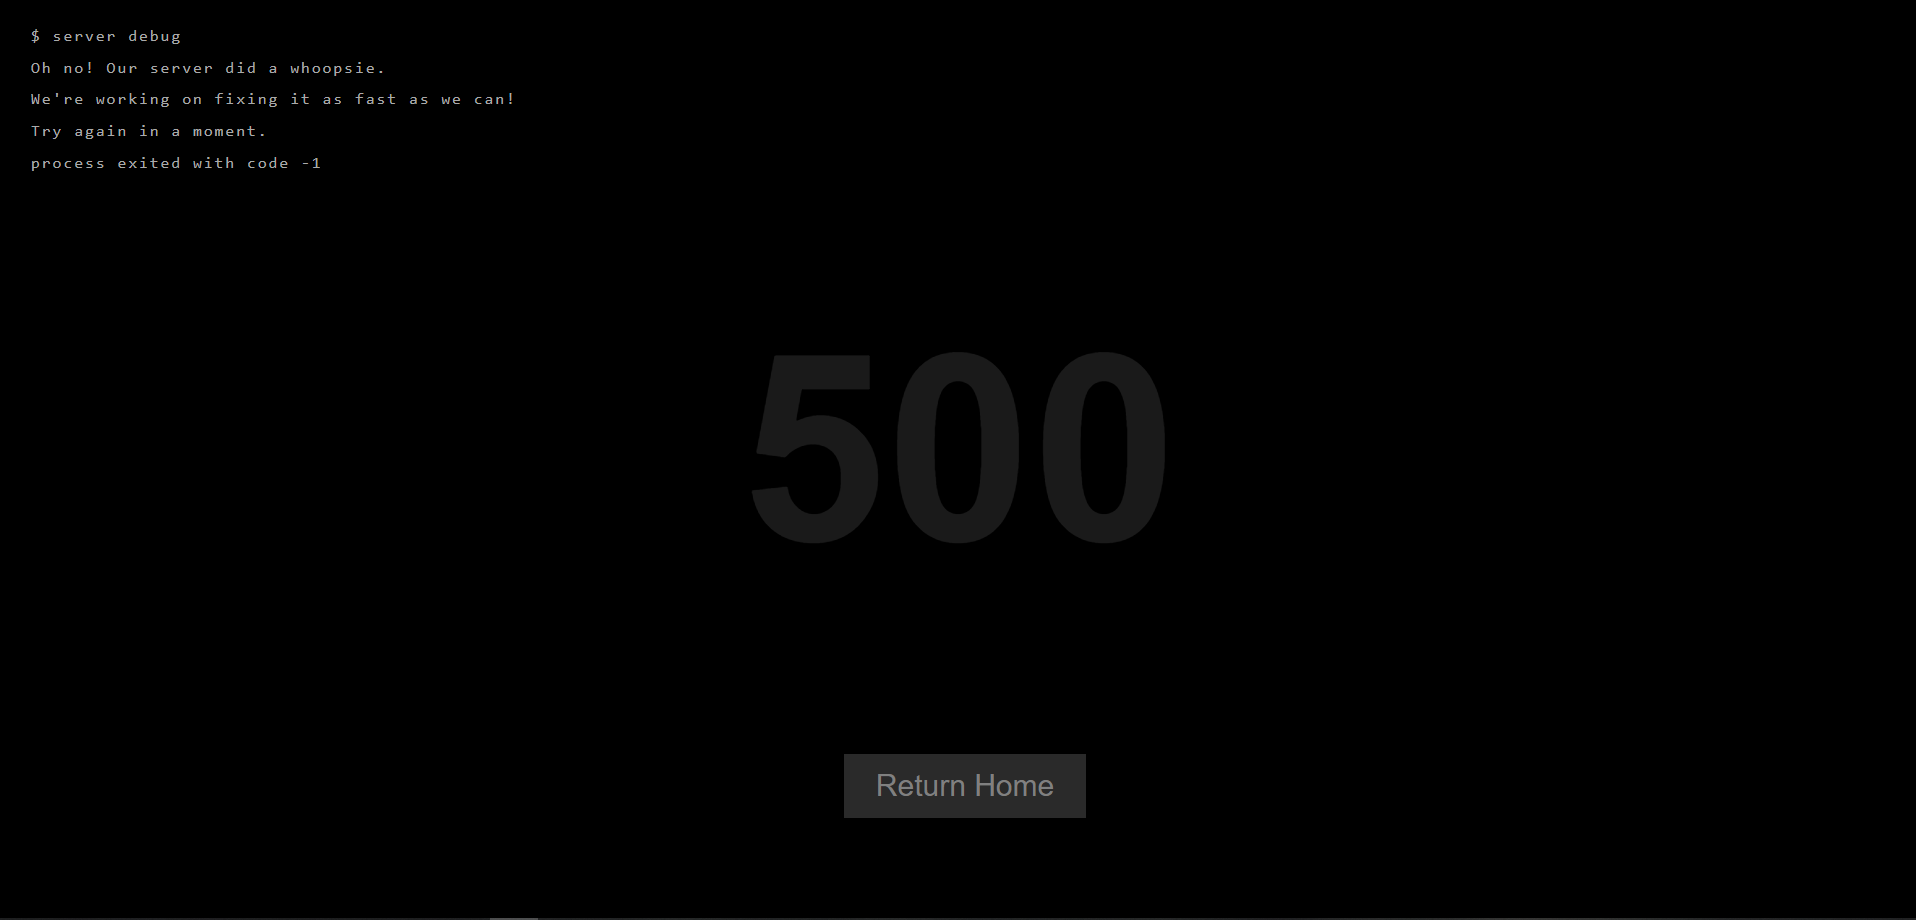 $ server debug
Oh no! Our server did a whoopsie.
We're working on fixing it as fast as we can!
Try again in a moment.
process exited with code -1
500
Return Home